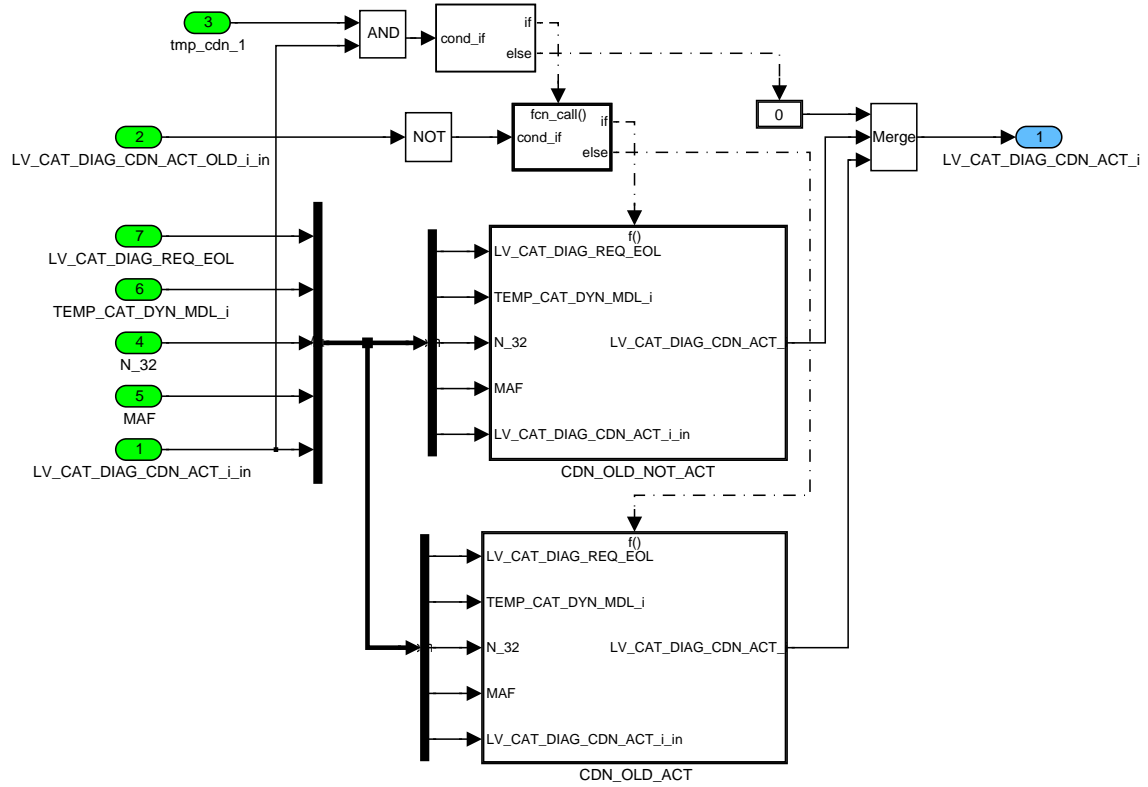 3
tmp_cdn_1
AND
cond_if
if
else
2
LV_CAT_DIAG_CDN_ACT_OLD_i_in
NOT
fcn_call()
cond_if
if
else
0
Merge
1
LV_CAT_DIAG_CDN_ACT_i
7
LV_CAT_DIAG_REQ_EOL
6
TEMP_CAT_DYN_MDL_i
4
N_32
5
MAF
1
LV_CAT_DIAG_CDN_ACT_i_in
f()
LV_CAT_DIAG_REQ_EOL
TEMP_CAT_DYN_MDL_i
N_32
LV_CAT_DIAG_CDN_ACT_
MAF
LV_CAT_DIAG_CDN_ACT_i_in
CDN_OLD_NOT_ACT
f()
LV_CAT_DIAG_REQ_EOL
TEMP_CAT_DYN_MDL_i
N_32
LV_CAT_DIAG_CDN_ACT_
MAF
LV_CAT_DIAG_CDN_ACT_i_in
CDN_OLD_ACT